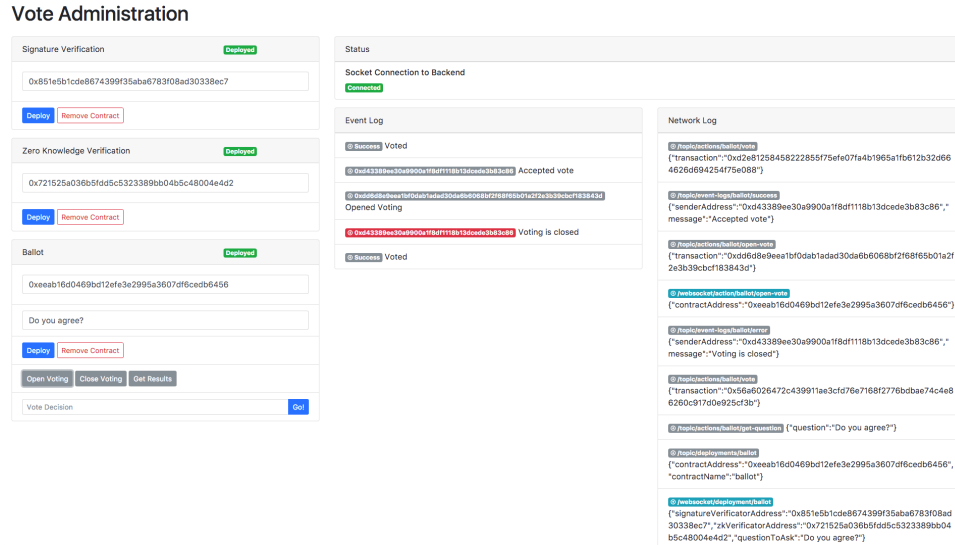 Vote Administration
Signature Verification
Deployed
0x851e5b1cde8674399f35aba6783f08ad30338ec7
Deploy
Remove Contract
Zero Knowledge Verification
Deployed
0x721525a036b5fdd5c5323389bb04b5c48004e4d2
Deploy
Remove Contract
Ballot
Deployed
0xeeab16d0469bd12efe3e2995a3607df6cedb6456
Do you agree?
Deploy
Remove Contract
Open Voting
Close Voting
Get Results
Vote Decision
Go!
Status
Socket Connection to Backend
Connected
Event Log
Success Voted
0xd43389ee30a9900a1f8df1118b13dcede3b83c86 Accepted vote
0xdd6d8e9eea1bf0dab1adad30da6b6068bf2f68f65b01a2f2e3b39cbcf183843d
Opened Voting
0xd43389ee30a9900a1f8df1118b13dcede3b83c86 Voting is closed
Success Voted
Network Log
/topic/actions/ballot/vote
{"transaction":"0xd2e81258458222855f75efe07fa4b1965a1fb612b32d66
4626d694254f75e088"}
/topic/event-logs/ballot/success
{"senderAddress":"0xd43389ee30a9900a1f8df1118b13dcede3b83c86","
message":"Accepted vote"}
/topic/actions/ballot/open-vote
{"transaction":"0xdd6d8e9eea1bf0dab1adad30da6b6068bf2f68f65b01a2f
2e3b39cbcf183843d"}
/websocket/action/ballot/open-vote
{"contractAddress":"0xeeab16d0469bd12efe3e2995a3607df6cedb6456"}
/topic/event-logs/ballot/error
{"senderAddress":"0xd43389ee30a9900a1f8df1118b13dcede3b83c86","
message":"Voting is closed"}
/topic/actions/ballot/vote
{"transaction":"0x56a6026472c439911ae3cfd76e7168f2776bdbae74c4e8
6260c917d0e925cf3b"}
/topic/actions/ballot/get-question {"question":"Do you agree?"}
/topic/deployments/ballot
{"contractAddress":"0xeeab16d0469bd12efe3e2995a3607df6cedb6456",
"contractName":"ballot"}
/websocket/deployment/ballot
{"signatureVerificatorAddress":"0x851e5b1cde8674399f35aba6783f08ad
30338ec7","zkVerificatorAddress":"0x721525a036b5fdd5c5323389bb04
b5c48004e4d2","questionToAsk":"Do you agree?"}